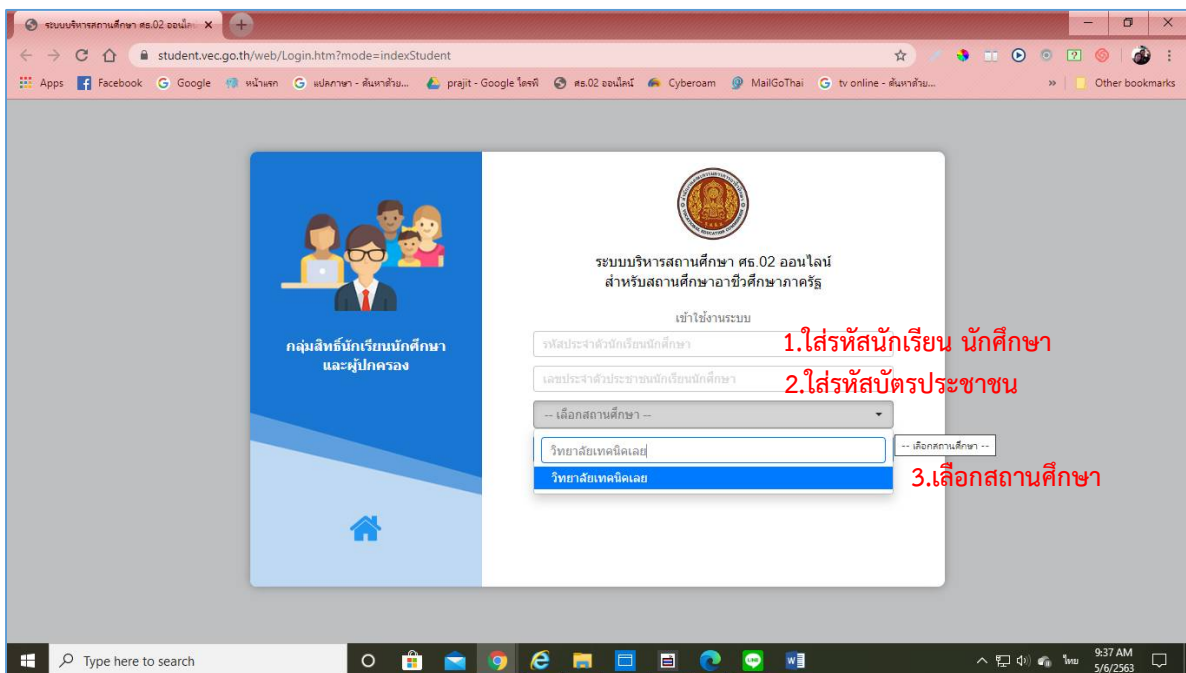 ระบบบริหารสถานศึกษา ศธ.02 ออนไลน
student.vec.go.th/web/Login.htm?mode=indexStudent
Apps Facebook Google หน้าแรก แปลภาษา - ค้นหาด้วย... prajit - Google ไดรฟ์ ศธ.02 ออนไลน์ Cyberoam MailGoThai tv online - ค้นหาด้วย... » Other bookmarks
ระบบบริหารสถานศึกษา ศธ.02 ออนไลน์
สำหรับสถานศึกษาอาชีวศึกษาภาครัฐ
เข้าใช้งานระบบ
กลุ่มสิทธิ์นักเรียนนักศึกษา
และผู้ปกครอง
รหัสประจำตัวนักเรียนนักศึกษา
1.ใส่รหัสนักเรียน นักศึกษา
เลขประจำตัวประชาชนนักเรียนนักศึกษา
2.ใส่รหัสบัตรประชาชน
-- เลือกสถานศึกษา --
วิทยาลัยเทคนิคเลย
-- เลือกสถานศึกษา --
วิทยาลัยเทคนิคเลย
3.เลือกสถานศึกษา
Type here to search
ไทย
9:37 AM
5/6/2563